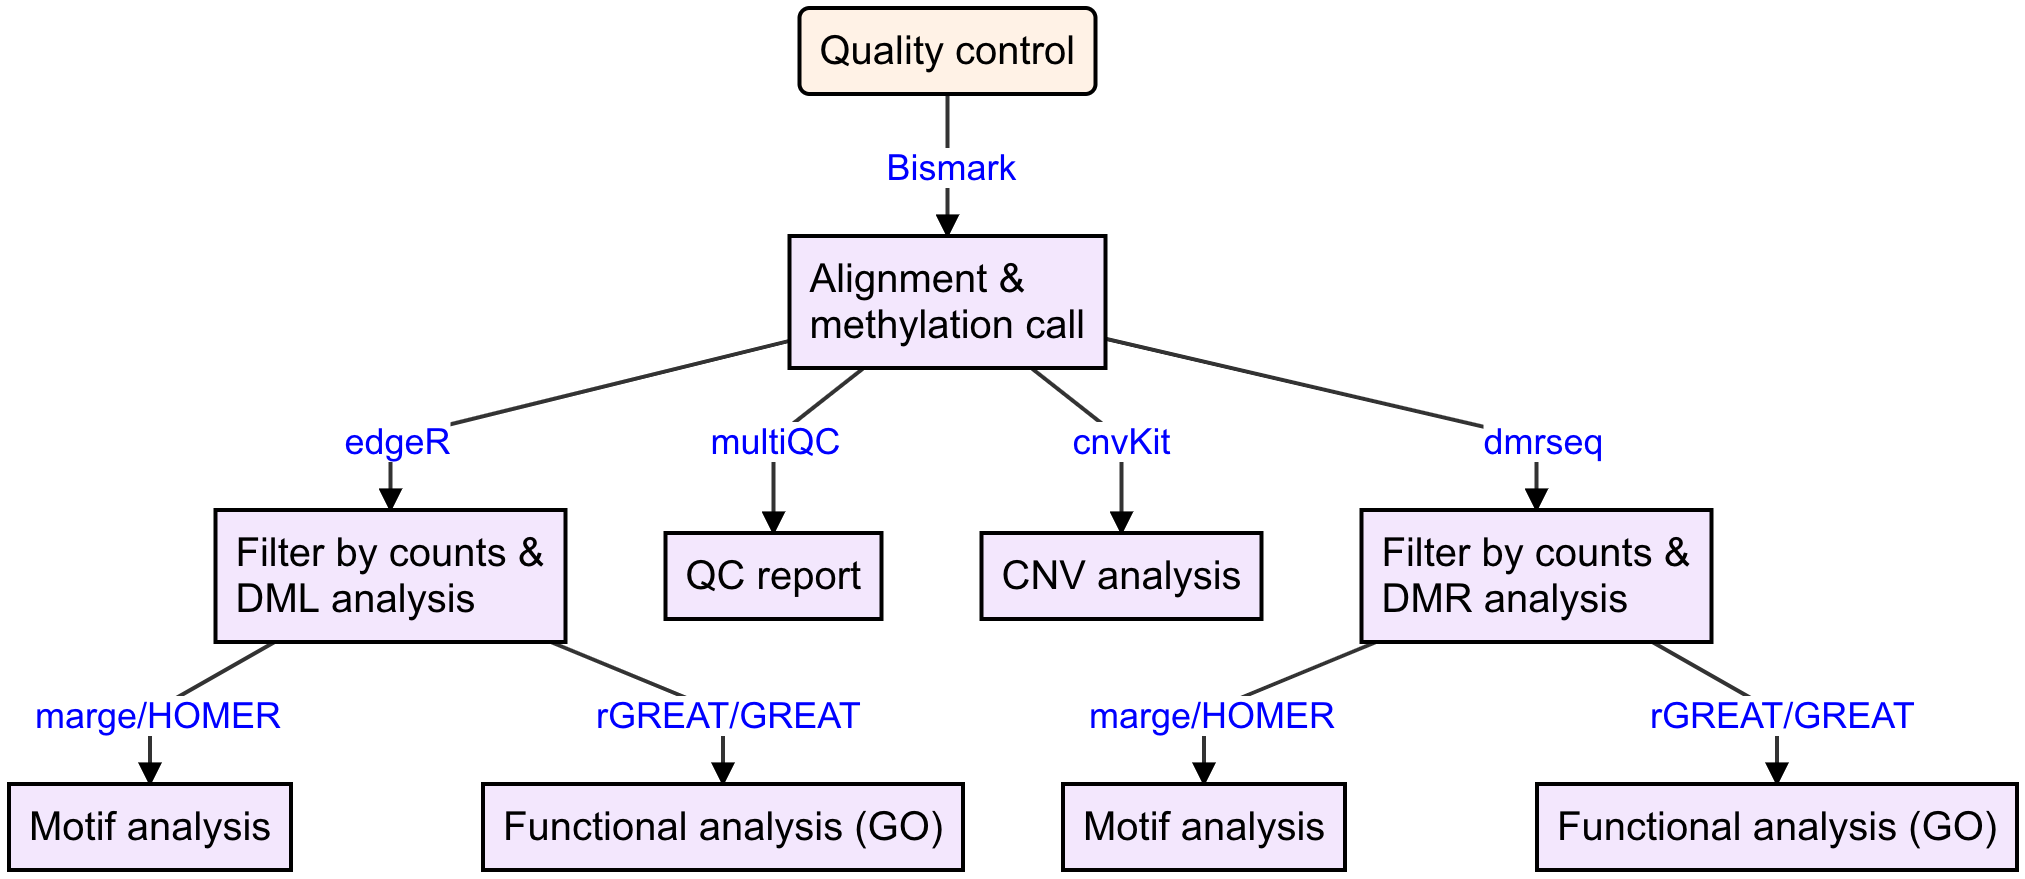 Quality control
Bismark
Alignment &
methylation call
edgeR
multiQC
cnvKit
dmrseq
Filter by counts &
DML analysis
QC report
CNV analysis
Filter by counts &
DMR analysis
marge/HOMER
rGREAT/GREAT
marge/HOMER
rGREAT/GREAT
Motif analysis
Functional analysis (GO)
Motif analysis
Functional analysis (GO)